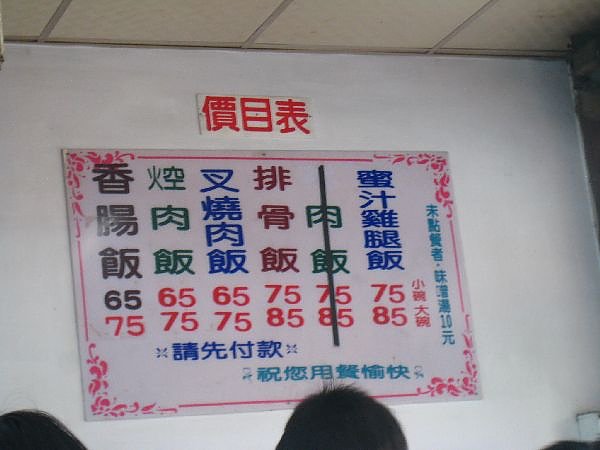 價目表
香腸飯
焢肉飯
叉燒肉飯
排骨飯
肉飯
蜜汁雞腿飯
65 65 65 75 75 75 小碗
75 75 75 85 85 85 大碗
未點餐者·味噌湯10元
※請先付款※
祝您用餐愉快